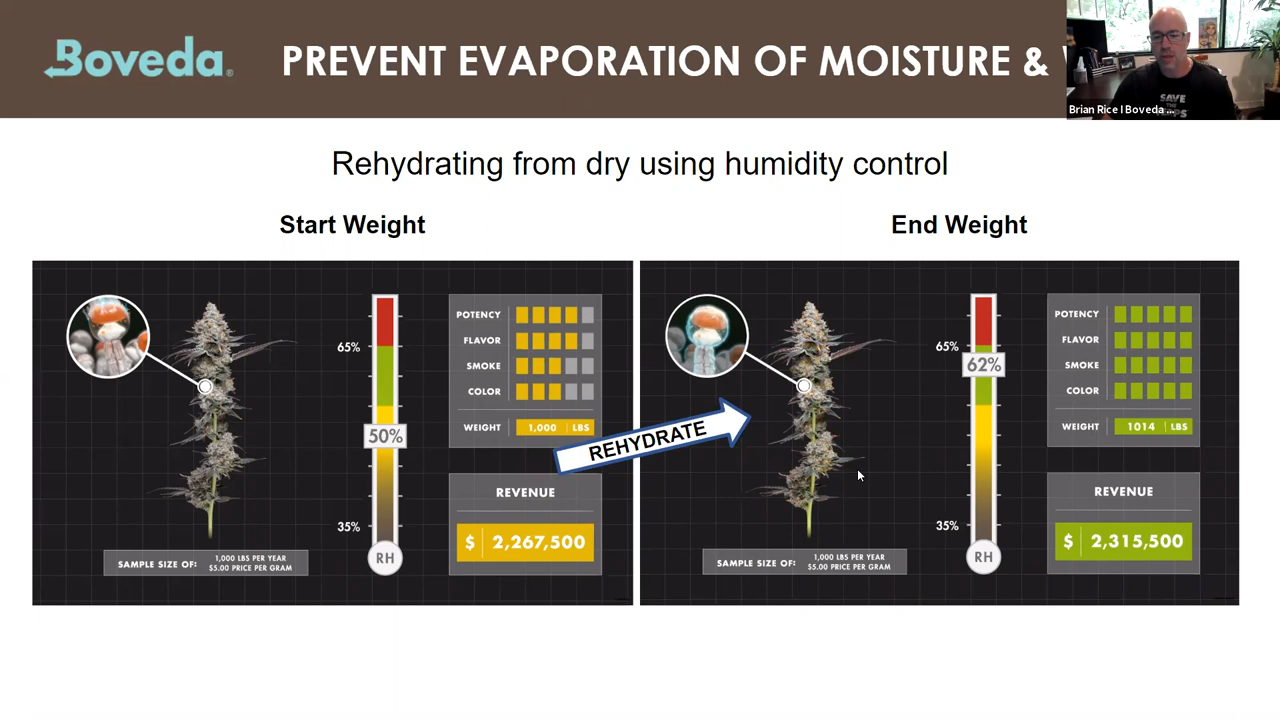 Boveda®
PREVENT EVAPORATION OF MOISTURE &
SAVE
THE
Brian Rice | Boveda ...
Rehydrating from dry using humidity control
Start Weight
End Weight
65%
50%
35%
RH
POTENCY
FLAVOR
SMOKE
COLOR
WEIGHT 1,000 LBS
REVENUE
$ 2,267,500
SAMPLE SIZE OF: 1,000 LBS PER YEAR
$5.00 PRICE PER GRAM
REHYDRATE
65%
62%
35%
RH
POTENCY
FLAVOR
SMOKE
COLOR
WEIGHT 1014 LBS
REVENUE
$ 2,315,500
SAMPLE SIZE OF: 1,000 LBS PER YEAR
$5.00 PRICE PER GRAM